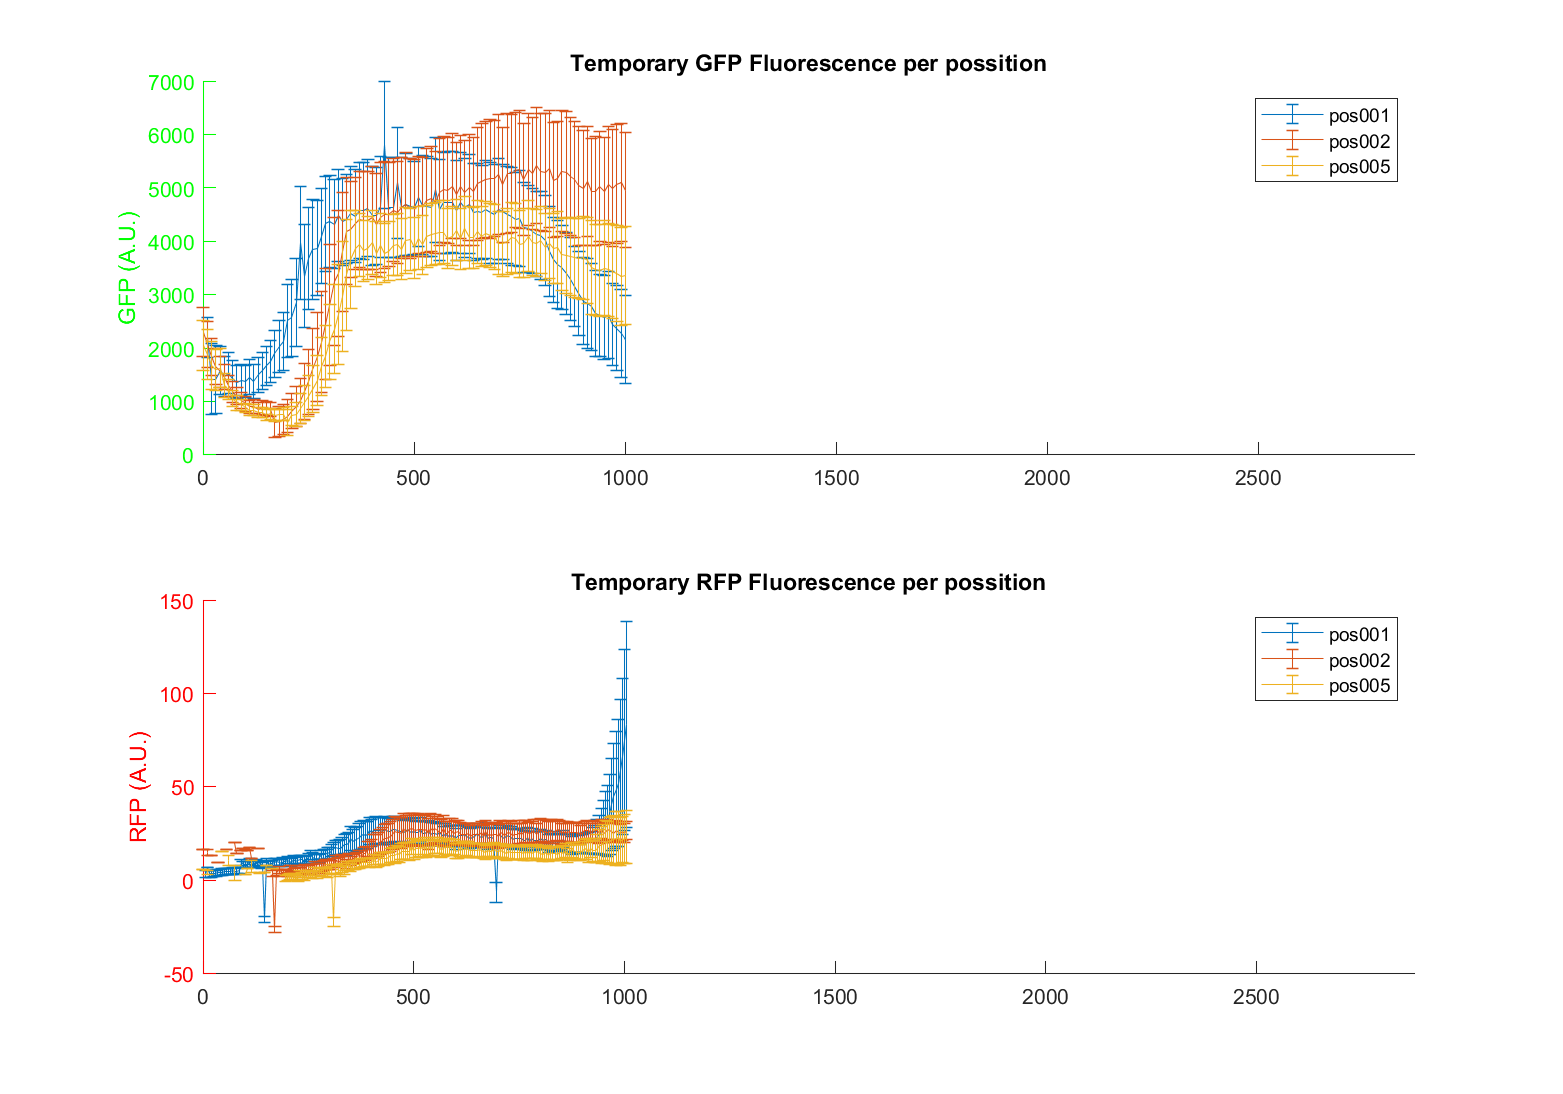 Temporary GFP Fluorescence per possition
7000
6000
5000
4000
3000
2000
1000
0
GFP (A.U.)
pos001
pos002
pos005
0 500 1000 1500 2000 2500
Temporary RFP Fluorescence per possition
150
100
50
0
-50
RFP (A.U.)
pos001
pos002
pos005
0 500 1000 1500 2000 2500